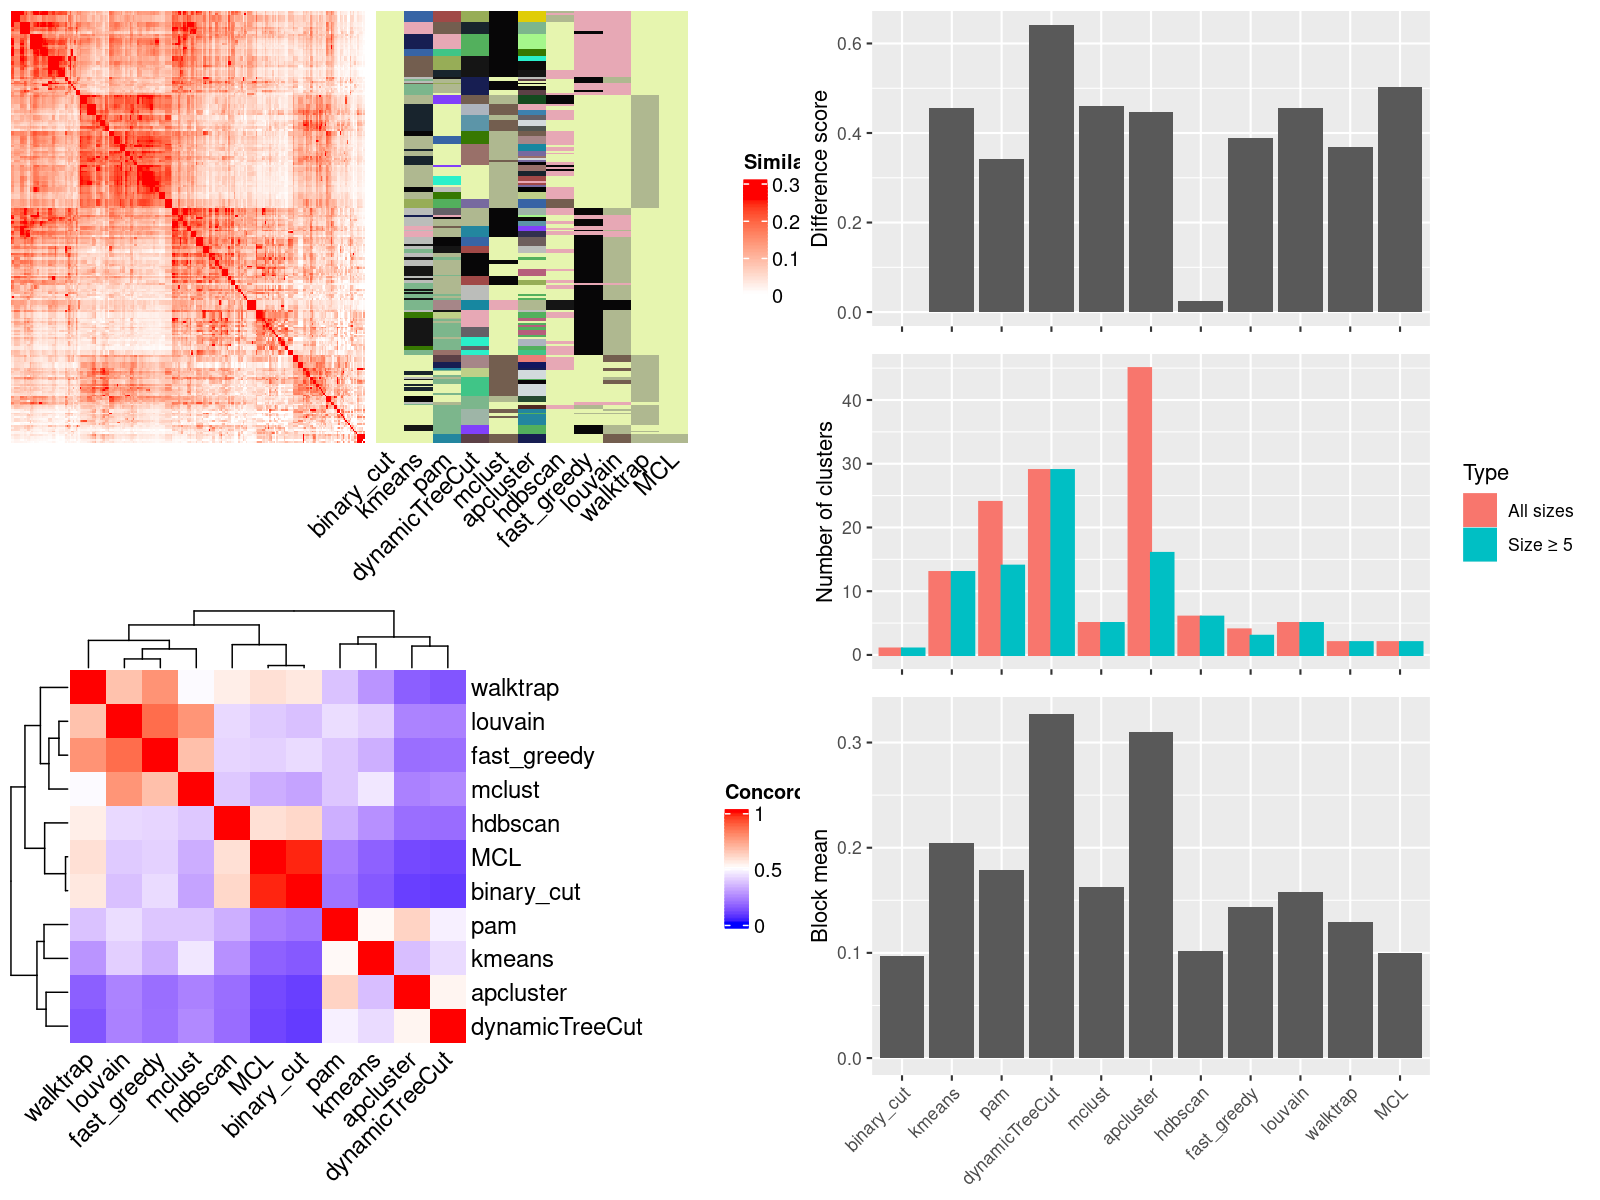 Simila
0.3
0.2
0.1
0
binary_cut
kmeans
pam
dynamicTreeCut
mclust
apcluster
hdbscan
fast_greedy
louvain
walktrap
MCL
walktrap
louvain
fast_greedy
mclust
hdbscan
MCL
binary_cut
pam
kmeans
apcluster
dynamicTreeCut
walktrap
louvain
fast_greedy
mclust
hdbscan
MCL
binary_cut
pam
kmeans
apcluster
dynamicTreeCut
Concord
1
0.5
0
Difference score
0.6
0.4
0.2
0.0
Number of clusters
40
30
20
10
0
Type
All sizes
Size ≥ 5
Block mean
0.3
0.2
0.1
0.0
binary_cut
kmeans
pam
dynamicTreeCut
mclust
apcluster
hdbscan
fast_greedy
louvain
walktrap
MCL